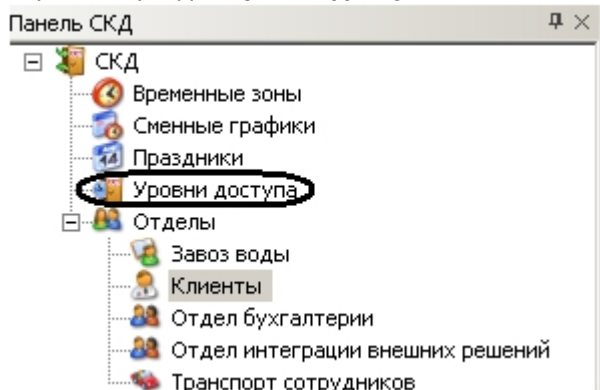 Панель СКД
СКД
Временные зоны
Сменные графики
Праздники
Уровни доступа
Отделы
Завоз воды
Клиенты
Отдел бухгалтерии
Отдел интеграции внешних решений
Транспорт сотрудников